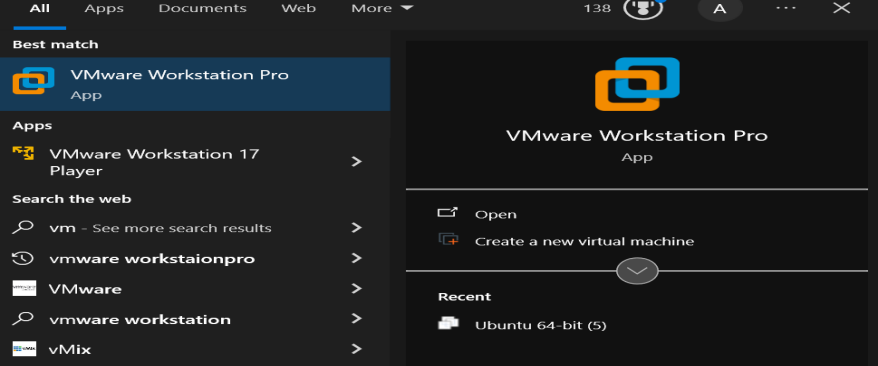 All Apps Documents Web More 138 A
Best match
VMware Workstation Pro
App
Apps
VMware Workstation 17
Player
Search the web
vm - See more search results
vmware workstaionpro
VMware
vmware workstation
vMix
VMware Workstation Pro
App
Open
Create a new virtual machine
Recent
Ubuntu 64-bit (5)